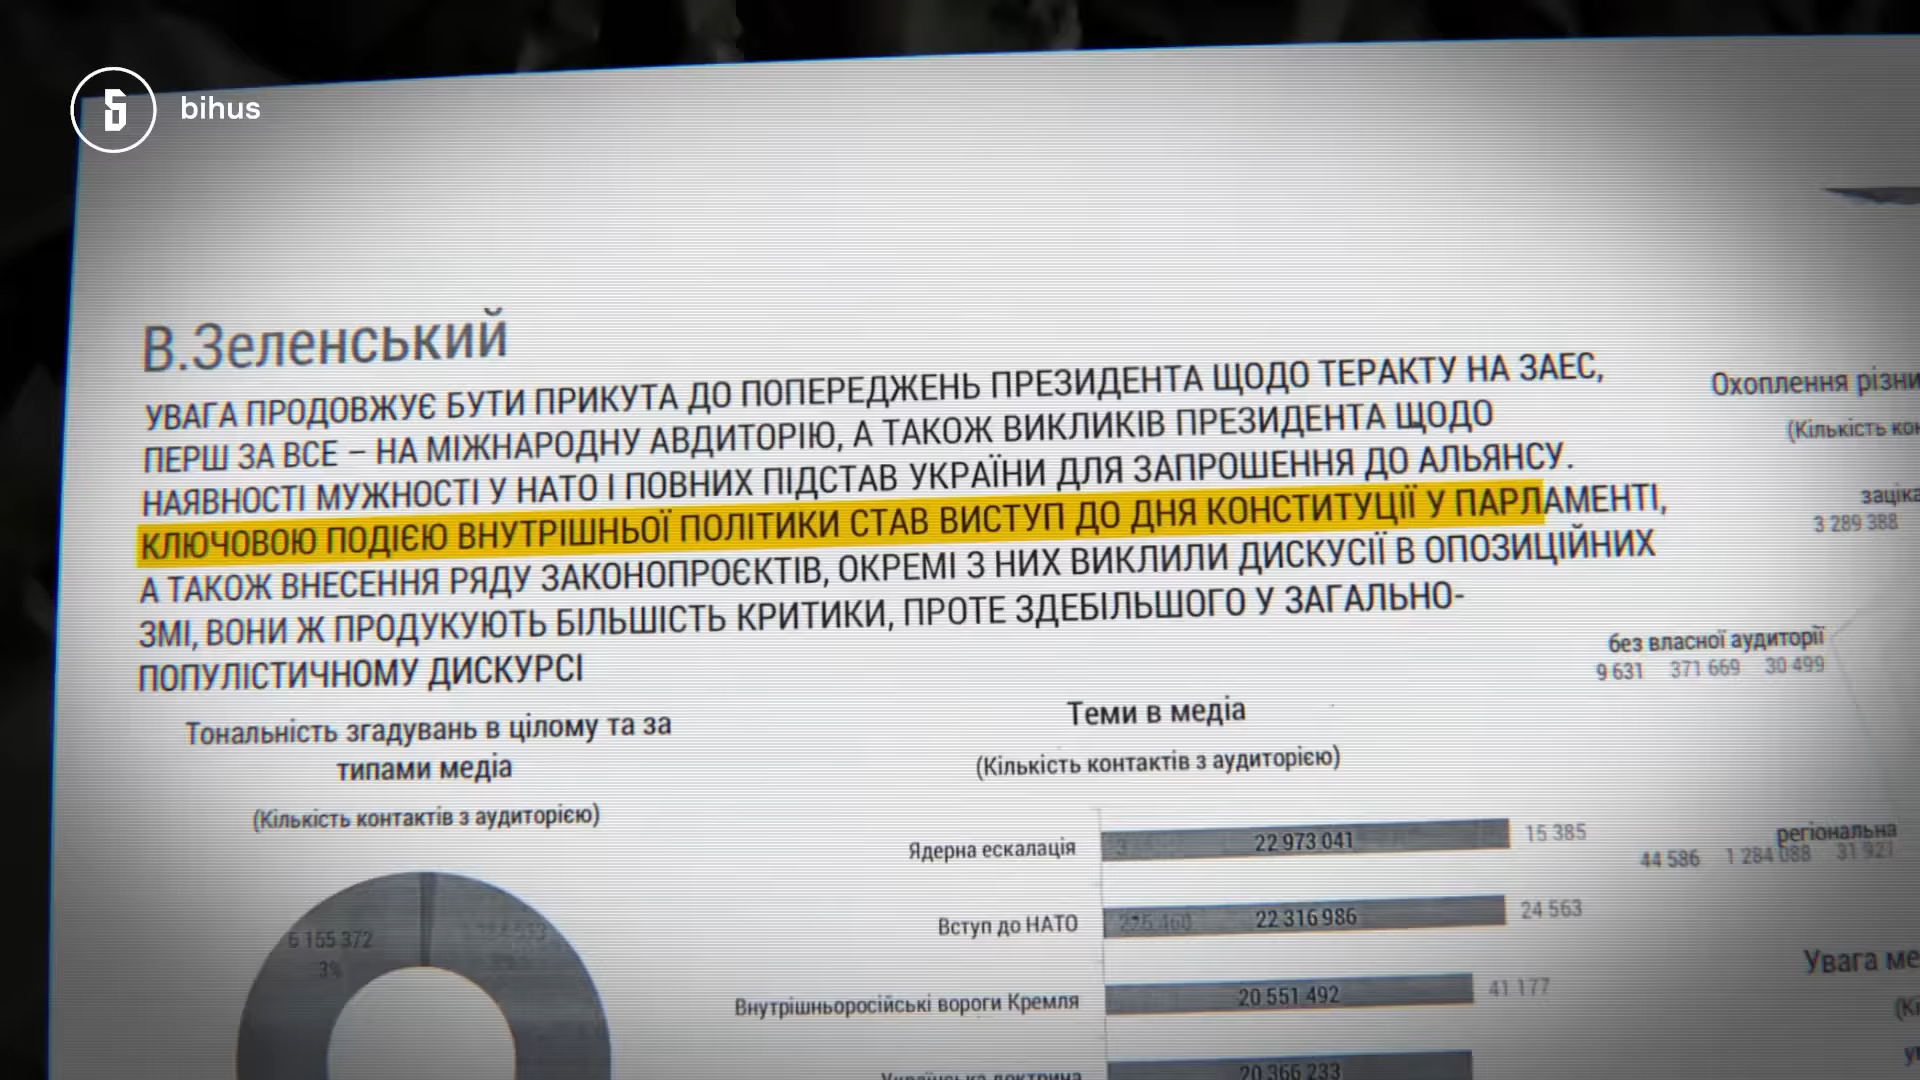 bihus
В.Зеленський
УВАГА ПРОДОВЖУЄ БУТИ ПРИКУТА ДО ПОПЕРЕДЖЕНЬ ПРЕЗИДЕНТА ЩОДО ТЕРАКТУ НА ЗАЕС,
ПЕРШ ЗА ВСЕ – НА МІЖНАРОДНУ АВДИТОРІЮ, А ТАКОЖ ВИКЛИКІВ ПРЕЗИДЕНТА ЩОДО
НАЯВНОСТІ МУЖНОСТІ У НАТО І ПОВНИХ ПІДСТАВ УКРАЇНИ ДЛЯ ЗАПРОШЕННЯ ДО АЛЬЯНСУ.
КЛЮЧОВОЮ ПОДІЄЮ ВНУТРІШНЬОЇ ПОЛІТИКИ СТАВ ВИСТУП ДО ДНЯ КОНСТИТУЦІЇ У ПАРЛАМЕНТІ,
А ТАКОЖ ВНЕСЕННЯ РЯДУ ЗАКОНОПРОЄКТІВ, ОКРЕМІ З НИХ ВИКЛИЛИ ДИСКУСІЇ В ОПОЗИЦІЙНИХ
ЗМІ, ВОНИ Ж ПРОДУКУЮТЬ БІЛЬШІСТЬ КРИТИКИ, ПРОТЕ ЗДЕБІЛЬШОГО У ЗАГАЛЬНО-
ПОПУЛІСТИЧНОМУ ДИСКУРСІ
Тональність згадувань в цілому та за
типами медіа
(Кількість контактів з аудиторією)
6 155 372
3%
Теми в медіа
(Кількість контактів з аудиторією)
Ядерна ескалація 22 973 041 15 385
Вступ до НАТО 22 316 986 24 563
Внутрішньоросійські вороги Кремля 20 551 492 41 177
Українська доктрина 20 366 233
Охоплення
(Кількість
3 289 388
без власної аудиторії
9 631 371 669 30 499
регіональна
44 586 1 284 088 31 921
Увага